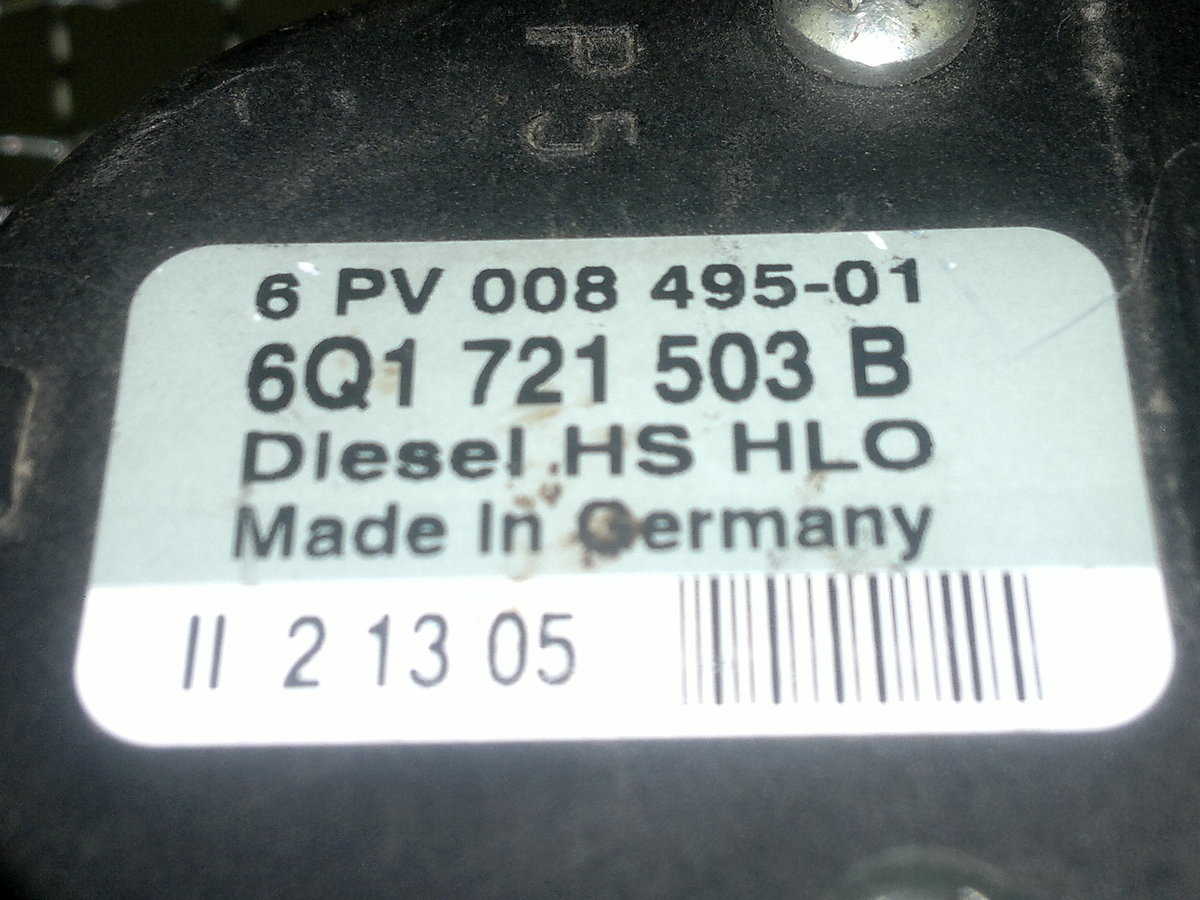 P5
6 PV 008 495-01
6Q1 721 503 B
Diesel HS HLO
Made In Germany
II 2 13 05